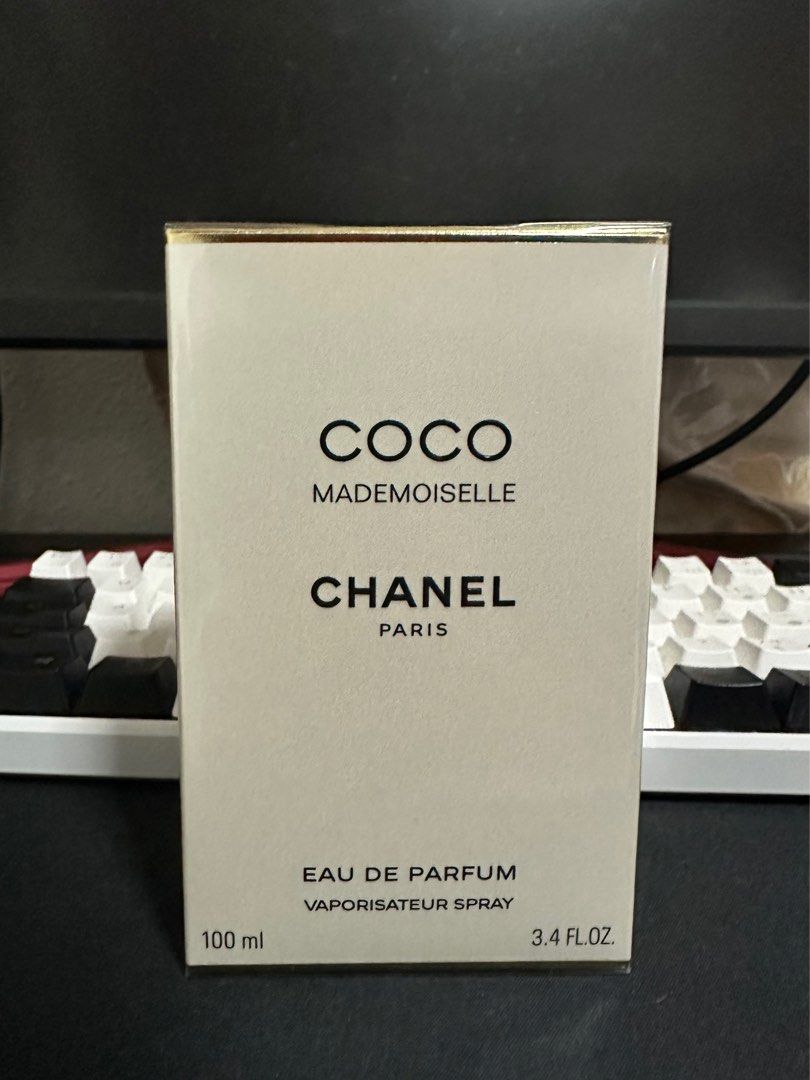 COCO
MADEMOISELLE
CHANEL
PARIS
EAU DE PARFUM
VAPORISATEUR SPRAY
100 ml 3.4 FL.OZ.